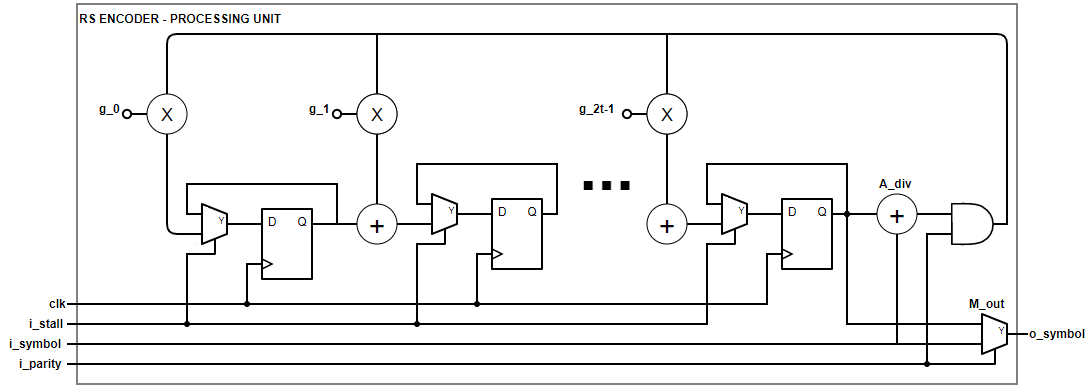 RS ENCODER - PROCESSING UNIT
g_0
X
g_1
X
g_2t-1
X
A_div
Y
D Q
+
Y
D Q
+
Y
D Q
+
clk
M_out
i_stall
Y
o_symbol
i_symbol
i_parity